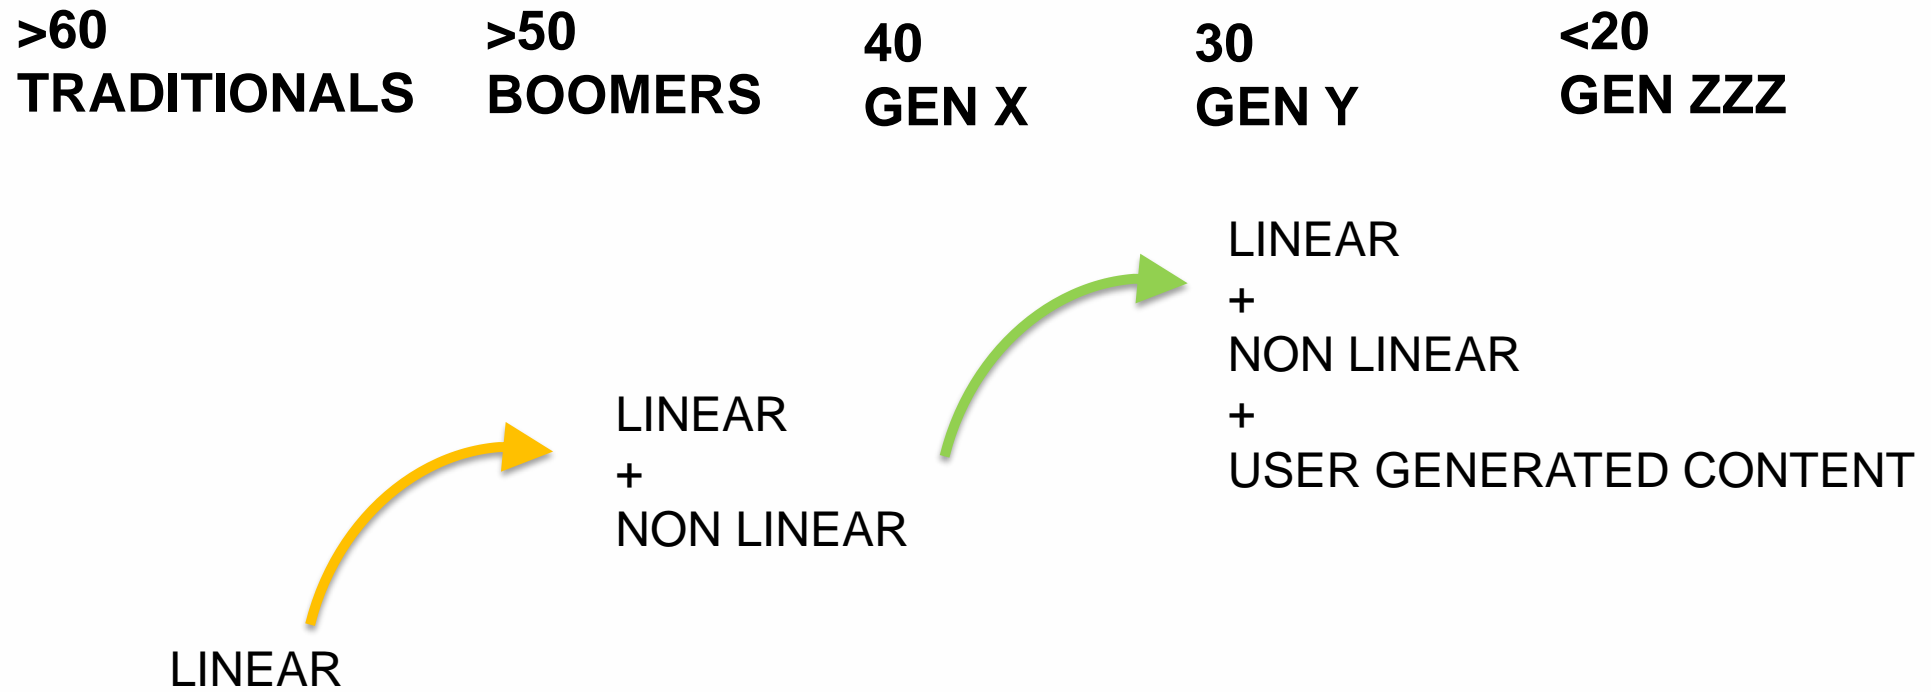 >60
TRADITIONALS
>50
BOOMERS
40
GEN X
30
GEN Y
<20
GEN ZZZ
LINEAR
+
NON LINEAR
+
USER GENERATED CONTENT
LINEAR
+
NON LINEAR
LINEAR